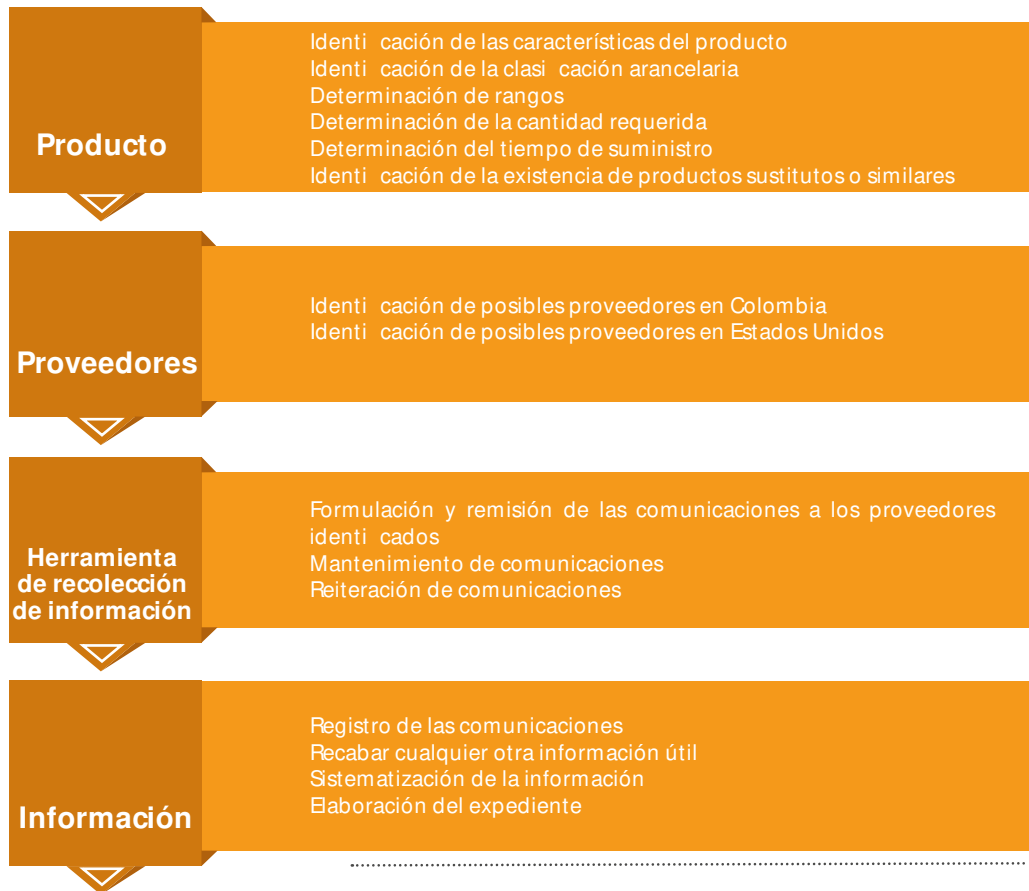 Producto
Identi cación de las características del producto
Identi cación de la clasi cación arancelaria
Determinación de rangos
Determinación de la cantidad requerida
Determinación del tiempo de suministro
Identi cación de la existencia de productos sustitutos o similares
Proveedores
Identi cación de posibles proveedores en Colombia
Identi cación de posibles proveedores en Estados Unidos
Herramienta
de recolección
de información
Formulación y remisión de las comunicaciones a los proveedores
identi cados
Mantenimiento de comunicaciones
Reiteración de comunicaciones
Información
Registro de las comunicaciones
Recabar cualquier otra información útil
Sistematización de la información
Elaboración del expediente